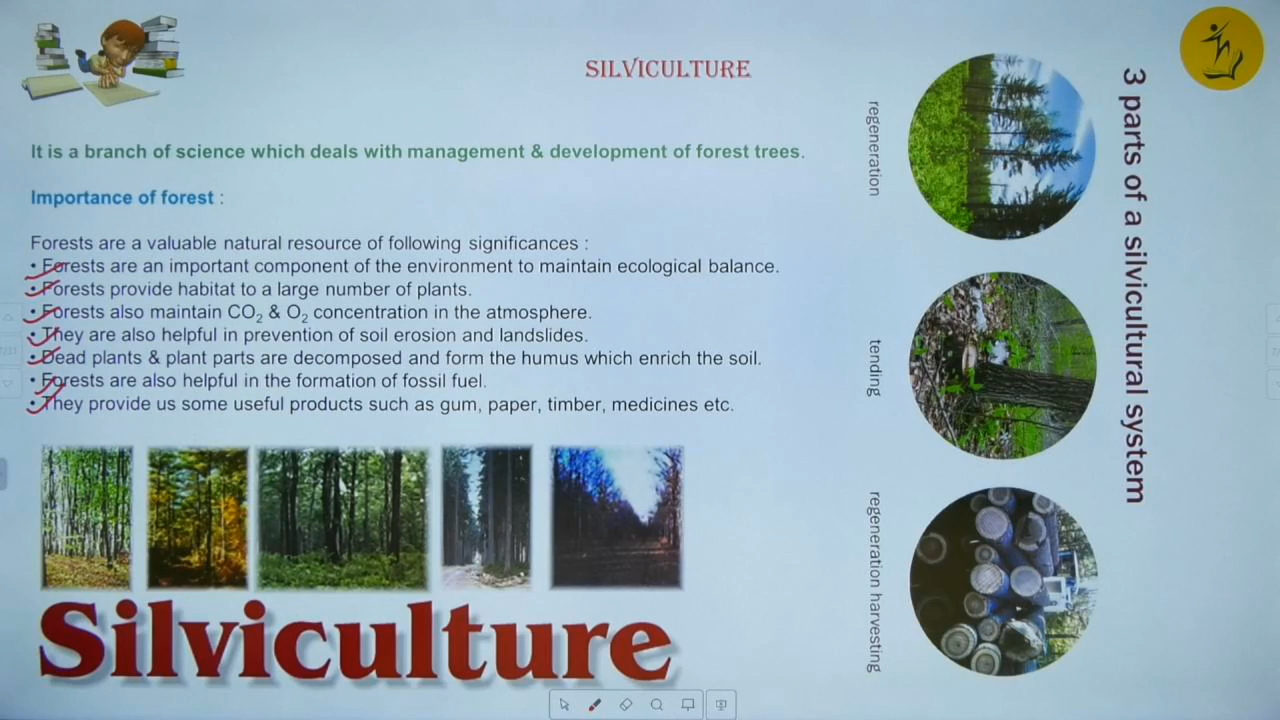 SILVICULTURE
It is a branch of science which deals with management & development of forest trees.
Importance of forest :
Forests are a valuable natural resource of following significances :
• Forests are an important component of the environment to maintain ecological balance.
• Forests provide habitat to a large number of plants.
• Forests also maintain CO₂ & O₂ concentration in the atmosphere.
• They are also helpful in prevention of soil erosion and landslides.
• Dead plants & plant parts are decomposed and form the humus which enrich the soil.
• Forests are also helpful in the formation of fossil fuel.
• They provide us some useful products such as gum, paper, timber, medicines etc.
Silviculture
3 parts of a silvicultural system
regeneration
tending
regeneration harvesting